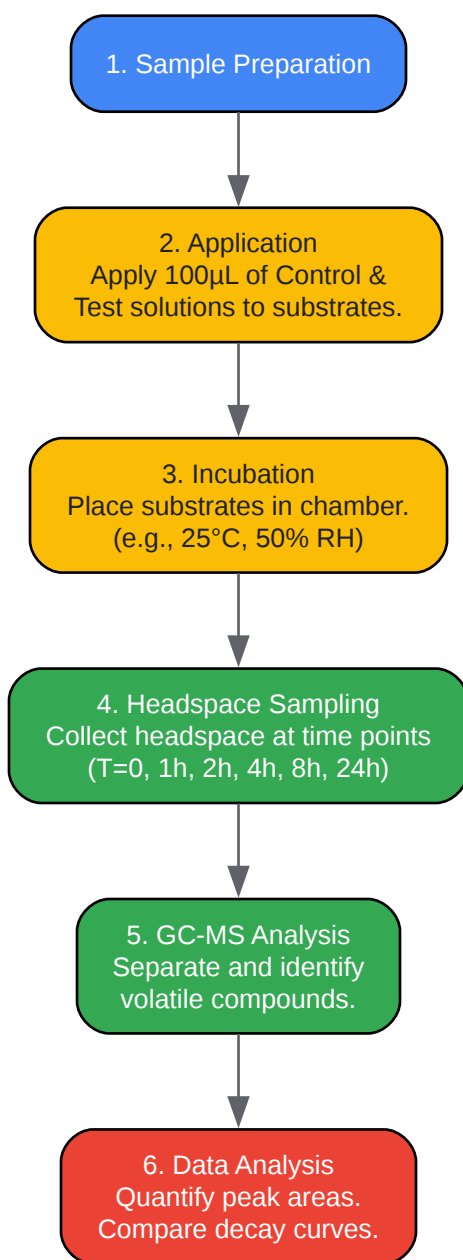 1. Sample Preparation
2. Application
Apply 100µL of Control &
Test solutions to substrates.
3. Incubation
Place substrates in chamber.
(e.g., 25°C, 50% RH)
4. Headspace Sampling
Collect headspace at time points
(T=0, 1h, 2h, 4h, 8h, 24h)
5. GC-MS Analysis
Separate and identify
volatile compounds.
6. Data Analysis
Quantify peak areas.
Compare decay curves.